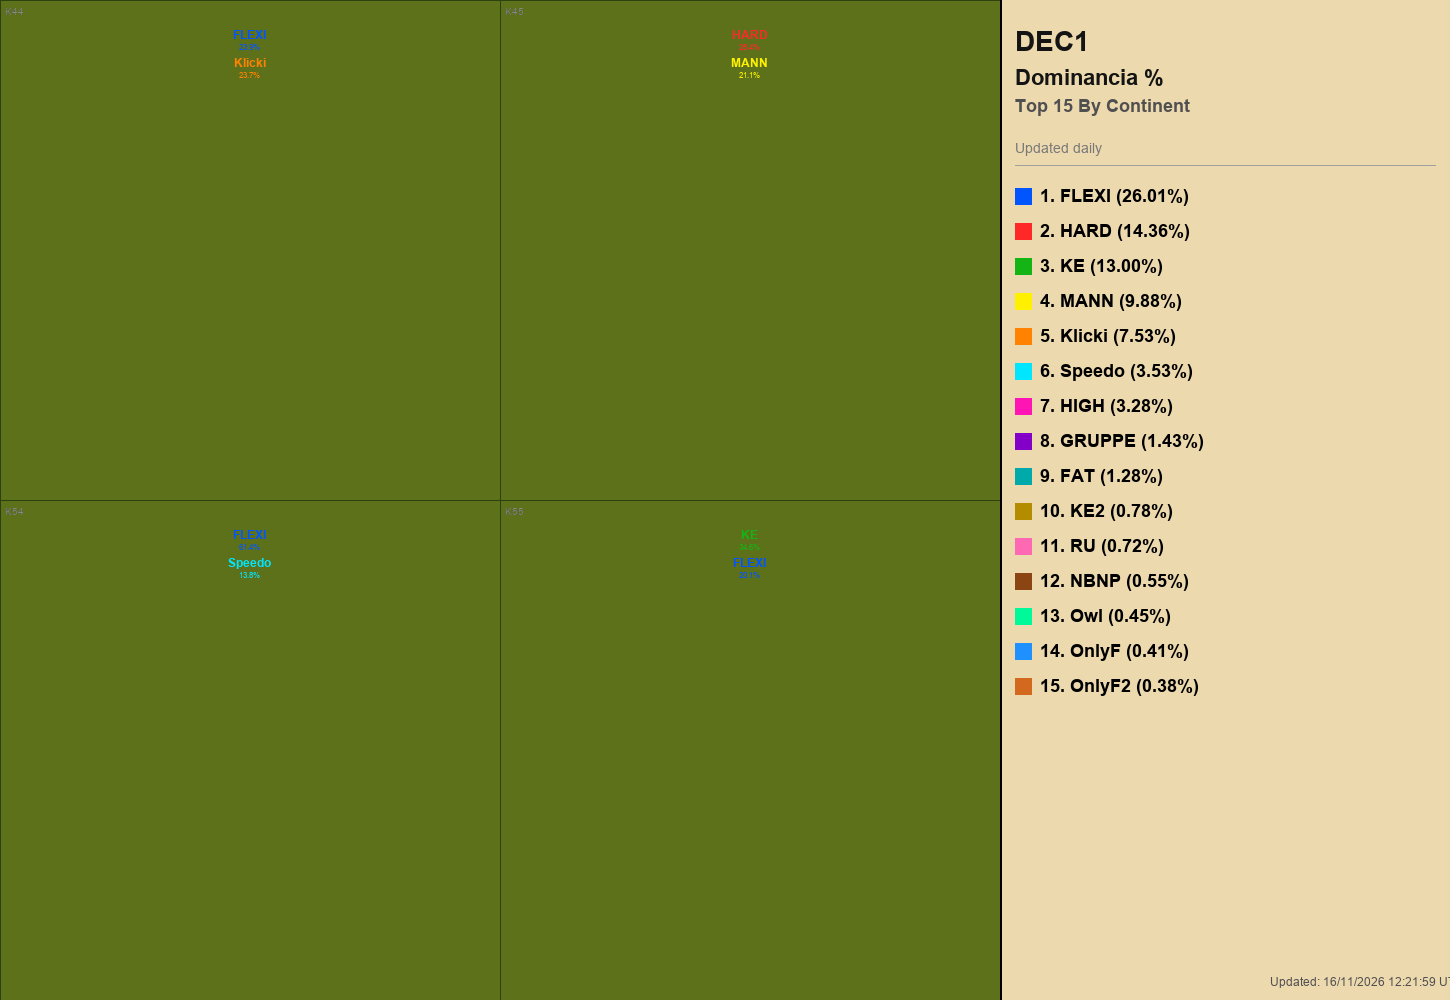 K44
FLEXI
Klicki
23.7%
K45
HARD
MANN
21.1%
K54
FLEXI
Speedo
13.8%
K55
KE
FLEXI
DEC1
Dominancia %
Top 15 By Continent
Updated daily
1. FLEXI (26.01%)
2. HARD (14.36%)
3. KE (13.00%)
4. MANN (9.88%)
5. Klicki (7.53%)
6. Speedo (3.53%)
7. HIGH (3.28%)
8. GRUPPE (1.43%)
9. FAT (1.28%)
10. KE2 (0.78%)
11. RU (0.72%)
12. NBNP (0.55%)
13. Owl (0.45%)
14. OnlyF (0.41%)
15. OnlyF2 (0.38%)
Updated: 16/11/2026 12:21:59